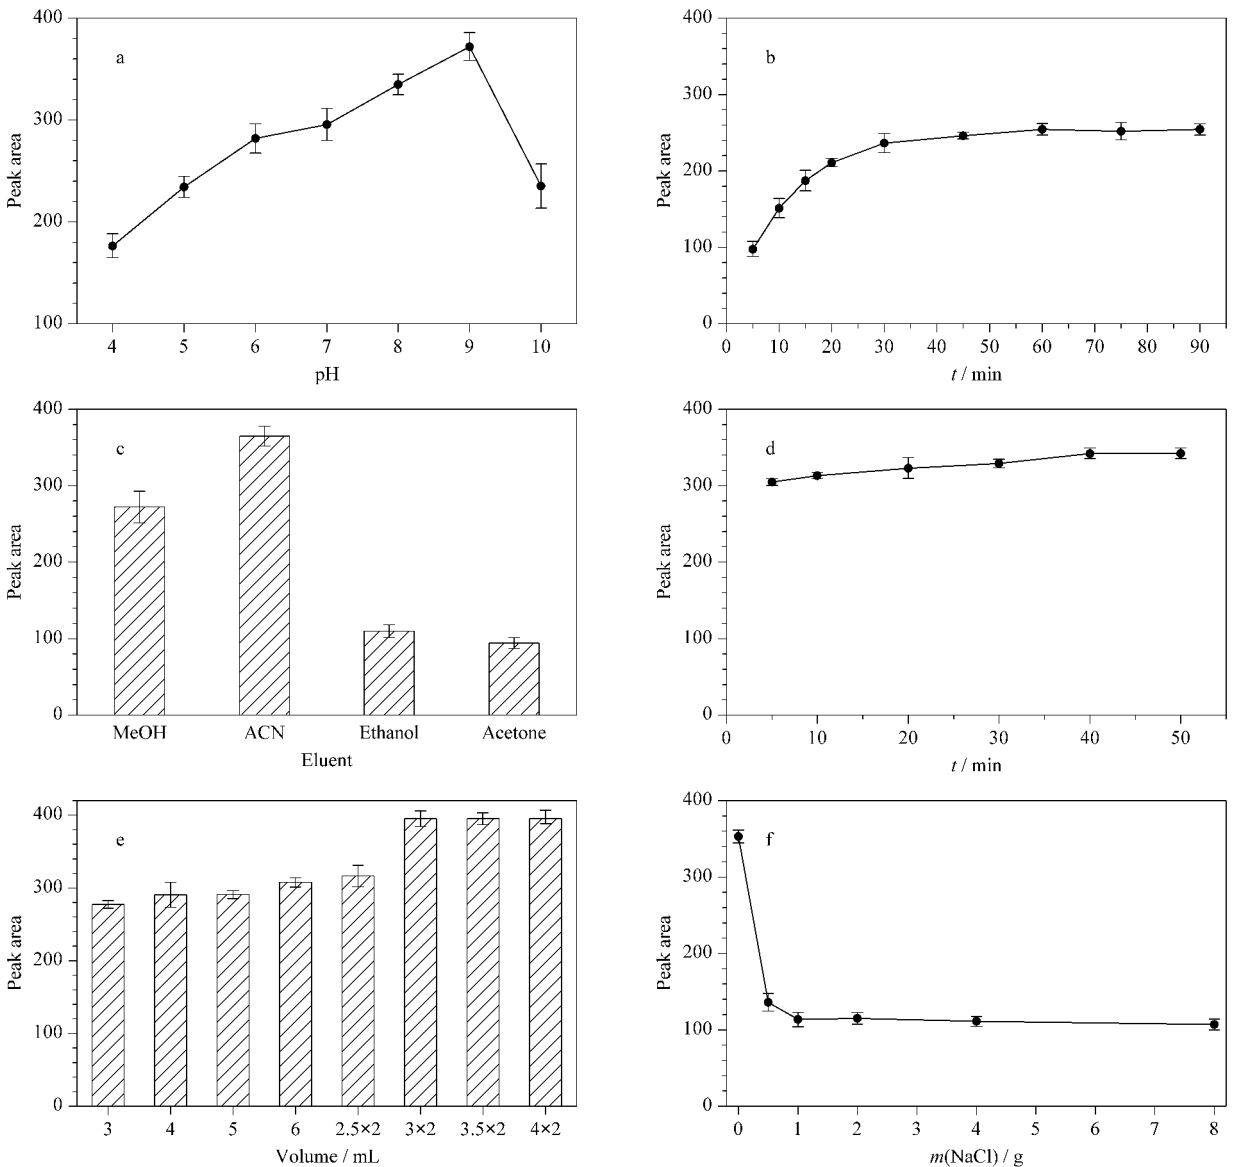 400
300
200
100
Peak area
a
4 5 6 7 8 9 10
pH
400
300
200
100
0
Peak area
b
0 10 20 30 40 50 60 70 80 90
t / min
400
300
200
100
0
Peak area
c
MeOH ACN Ethanol Acetone
Eluent
400
300
200
100
0
Peak area
d
0 10 20 30 40 50
t / min
400
300
200
100
0
Peak area
e
3 4 5 6 2.5×2 3×2 3.5×2 4×2
Volume / mL
400
300
200
100
0
Peak area
f
0 1 2 3 4 5 6 7 8
m(NaCl) / g